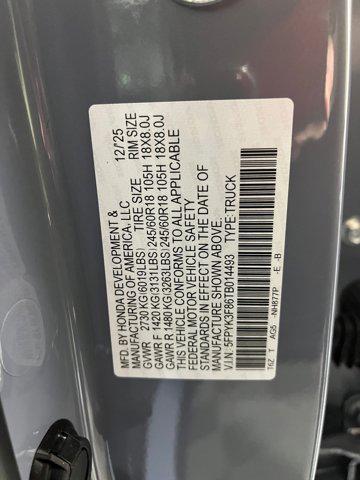 MFD. BY HONDA DEVELOPMENT & 12/'25
MANUFACTURING OF AMERICA, LLC
TIRE SIZE RIM SIZE
GVWR 2730 KG(6019LBS)
GAWR F 1420 KG(3131LBS) 245/60R18 105H 18X8.0J
GAWR R 1480 KG(3263LBS) 245/60R18 105H 18X8.0J
THIS VEHICLE CONFORMS TO ALL APPLICABLE
FEDERAL MOTOR VEHICLE SAFETY
STANDARDS IN EFFECT ON THE DATE OF
MANUFACTURE SHOWN ABOVE.
V.I.N: 5FPYK3F86TB014493 TYPE: TRUCK
T6Z T AG5 -NH877P -E -B